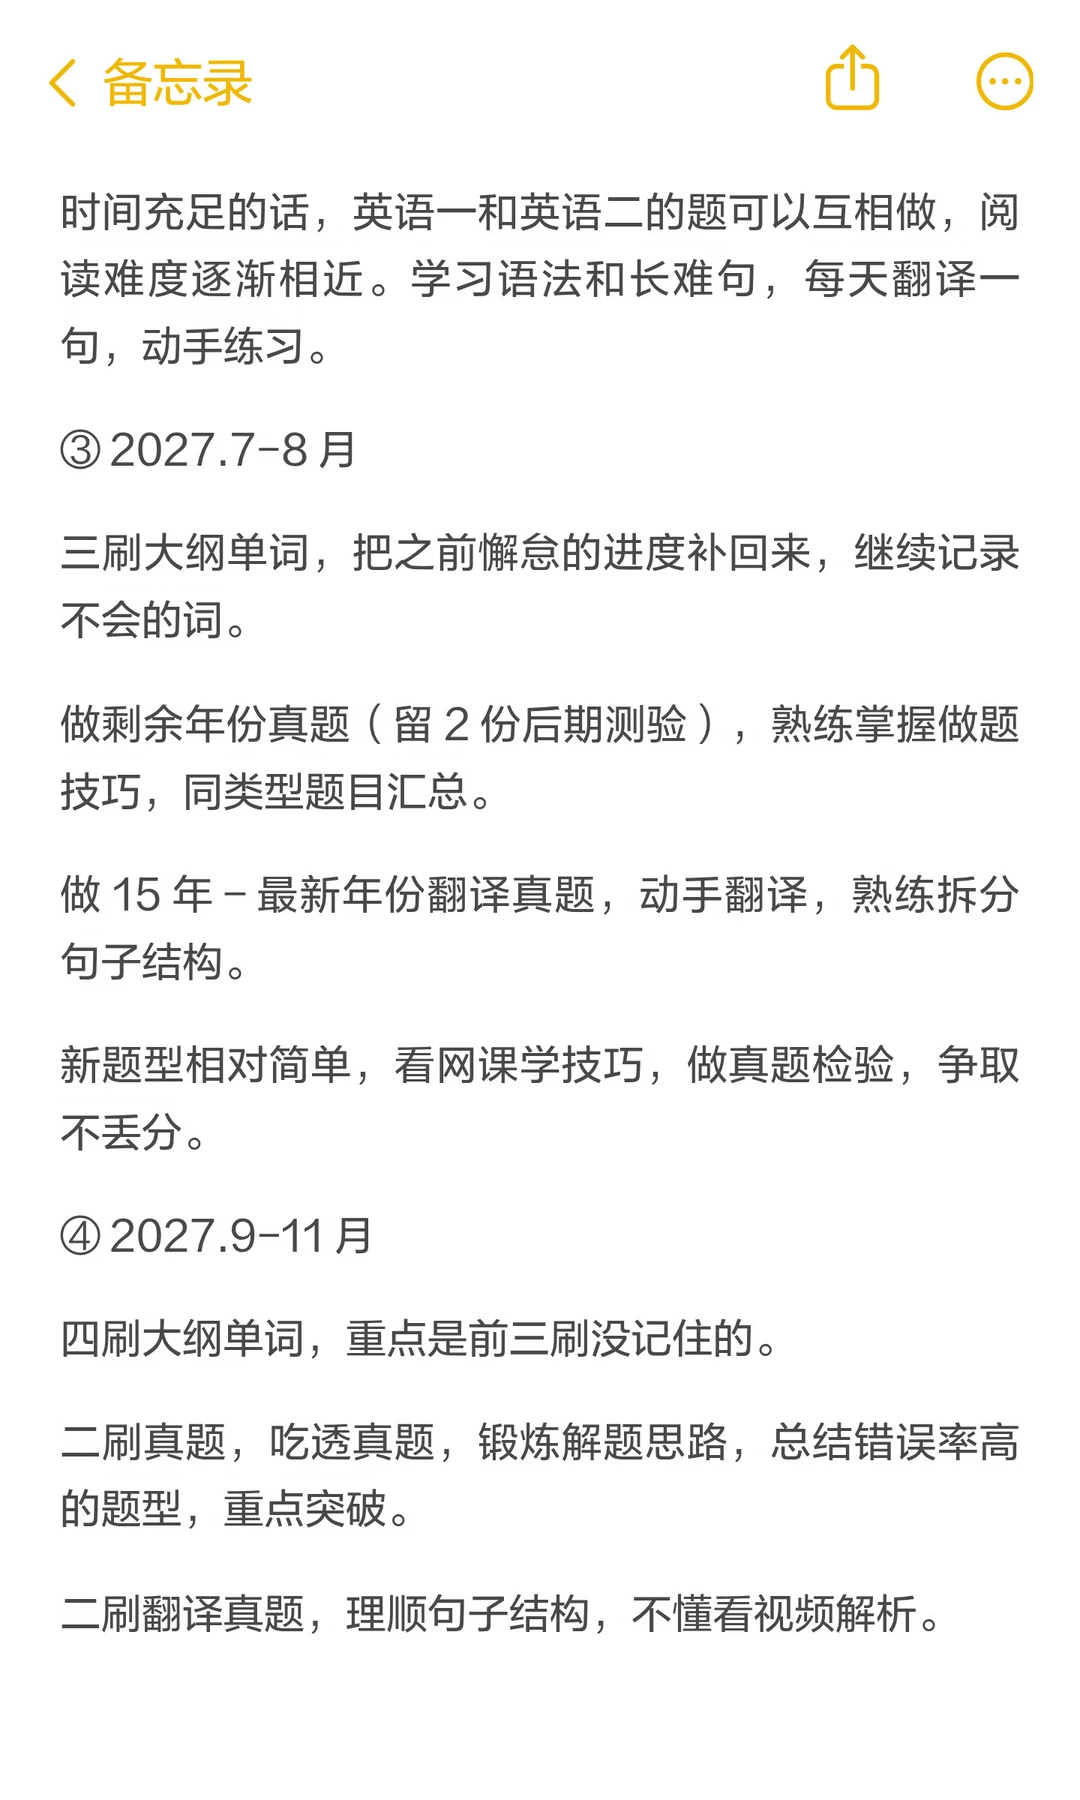 备忘录
时间充足的话，英语一和英语二的题可以互相做，阅
读难度逐渐相近。学习语法和长难句，每天翻译一
句，动手练习。
③ 2027.7-8 月
三刷大纲单词，把之前懈怠的进度补回来，继续记录
不会的词。
做剩余年份真题（留 2 份后期测验），熟练掌握做题
技巧，同类型题目汇总。
做 15 年 – 最新年份翻译真题，动手翻译，熟练拆分
句子结构。
新题型相对简单，看网课学技巧，做真题检验，争取
不丢分。
④ 2027.9-11 月
四刷大纲单词，重点是前三刷没记住的。
二刷真题，吃透真题，锻炼解题思路，总结错误率高
的题型，重点突破。
二刷翻译真题，理顺句子结构，不懂看视频解析。